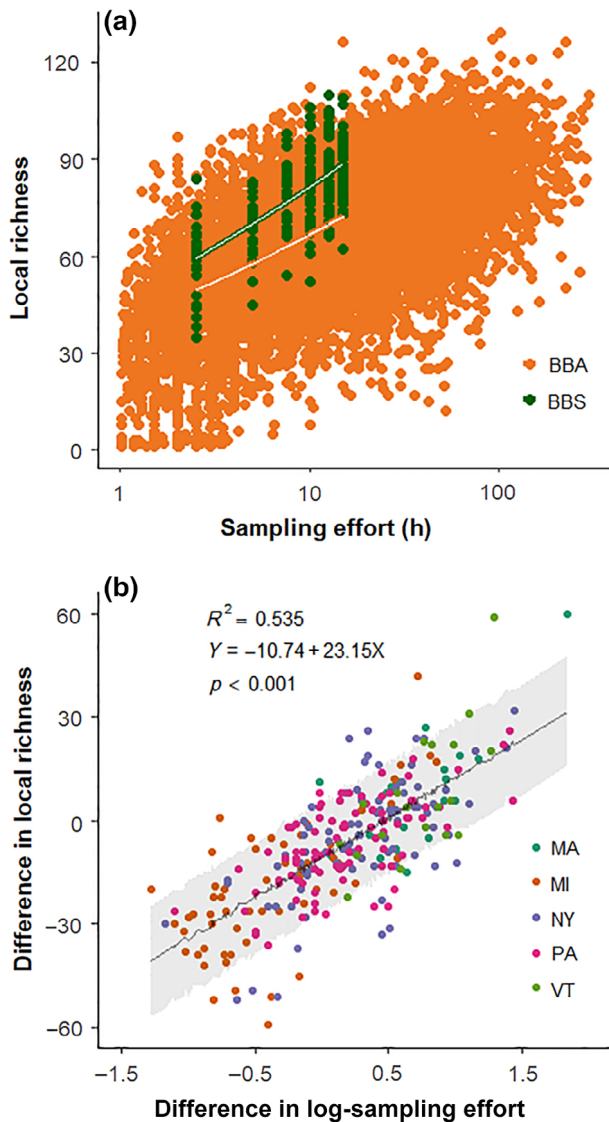 (a)
Local richness
120
90
60
30
0
BBA
BBS
1
10
100
Sampling effort (h)
(b)
R² = 0.535
Y = −10.74 + 23.15X
p < 0.001
Difference in local richness
60
30
0
−30
−60
MA
MI
NY
PA
VT
−1.5
−0.5
0.5
1.5
Difference in log-sampling effort